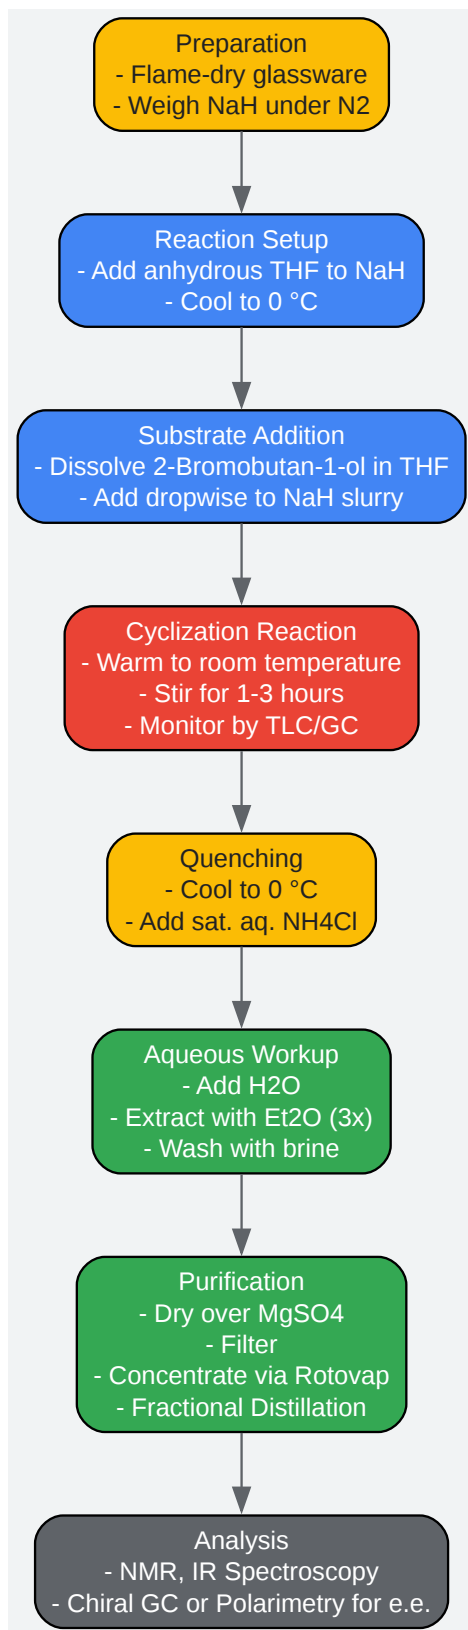 Preparation
- Flame-dry glassware
- Weigh NaH under N2
Reaction Setup
- Add anhydrous THF to NaH
- Cool to 0 °C
Substrate Addition
- Dissolve 2-Bromobutan-1-ol in THF
- Add dropwise to NaH slurry
Cyclization Reaction
- Warm to room temperature
- Stir for 1-3 hours
- Monitor by TLC/GC
Quenching
- Cool to 0 °C
- Add sat. aq. NH4Cl
Aqueous Workup
- Add H2O
- Extract with Et2O (3x)
- Wash with brine
Purification
- Dry over MgSO4
- Filter
- Concentrate via Rotovap
- Fractional Distillation
Analysis
- NMR, IR Spectroscopy
- Chiral GC or Polarimetry for e.e.